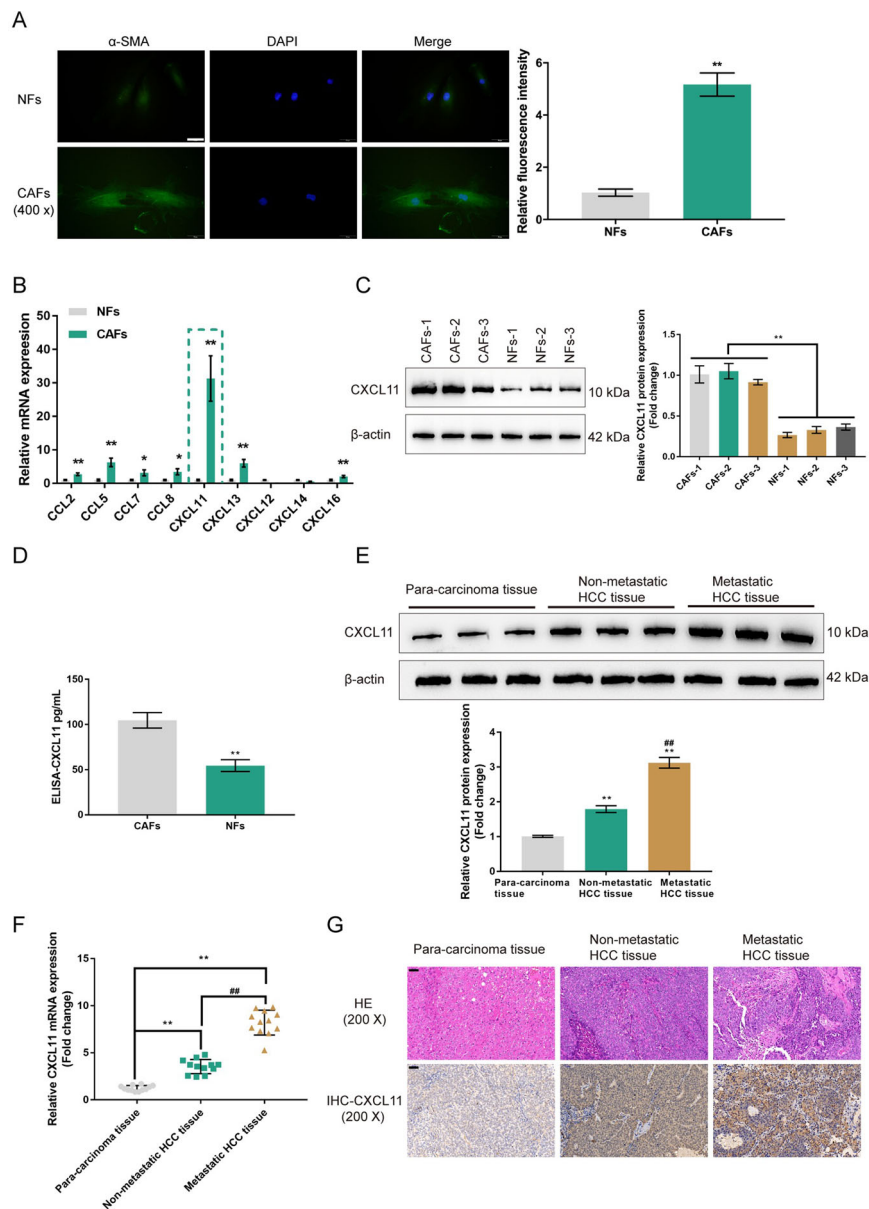 A
α-SMA
DAPI
Merge
NFs
CAFs
(400 x)
Relative fluorescence intensity
6
4
2
0
**
NFs
CAFs
B
NFs
CAFs
Relative mRNA expression
50
40
30
20
10
0
**
**
*
*
**
**
**
CCL2
CCL5
CCL7
CCL8
CXCL11
CXCL13
CXCL12
CXCL14
CXCL16
C
CAFs-1
CAFs-2
CAFs-3
NFs-1
NFs-2
NFs-3
CXCL11
10 kDa
β-actin
42 kDa
Relative CXCL11 protein expression
(Fold change)
1.5
1.0
0.5
0.0
**
CAFs-1
CAFs-2
CAFs-3
NFs-1
NFs-2
NFs-3
D
ELISA-CXCL11 pg/mL
150
100
50
0
**
CAFs
NFs
E
Para-carcinoma tissue
Non-metastatic
HCC tissue
Metastatic
HCC tissue
CXCL11
10 kDa
β-actin
42 kDa
Relative CXCL11 protein expression
(Fold change)
4
3
2
1
0
**
##
**
Para-carcinoma
tissue
Non-metastatic
HCC tissue
Metastatic
HCC tissue
F
Relative CXCL11 mRNA expression
(Fold change)
15
10
5
0
**
##
**
Para-carcinoma tissue
Non-metastatic HCC tissue
Metastatic HCC tissue
G
Para-carcinoma tissue
Non-metastatic
HCC tissue
Metastatic
HCC tissue
HE
(200 X)
IHC-CXCL11
(200 X)